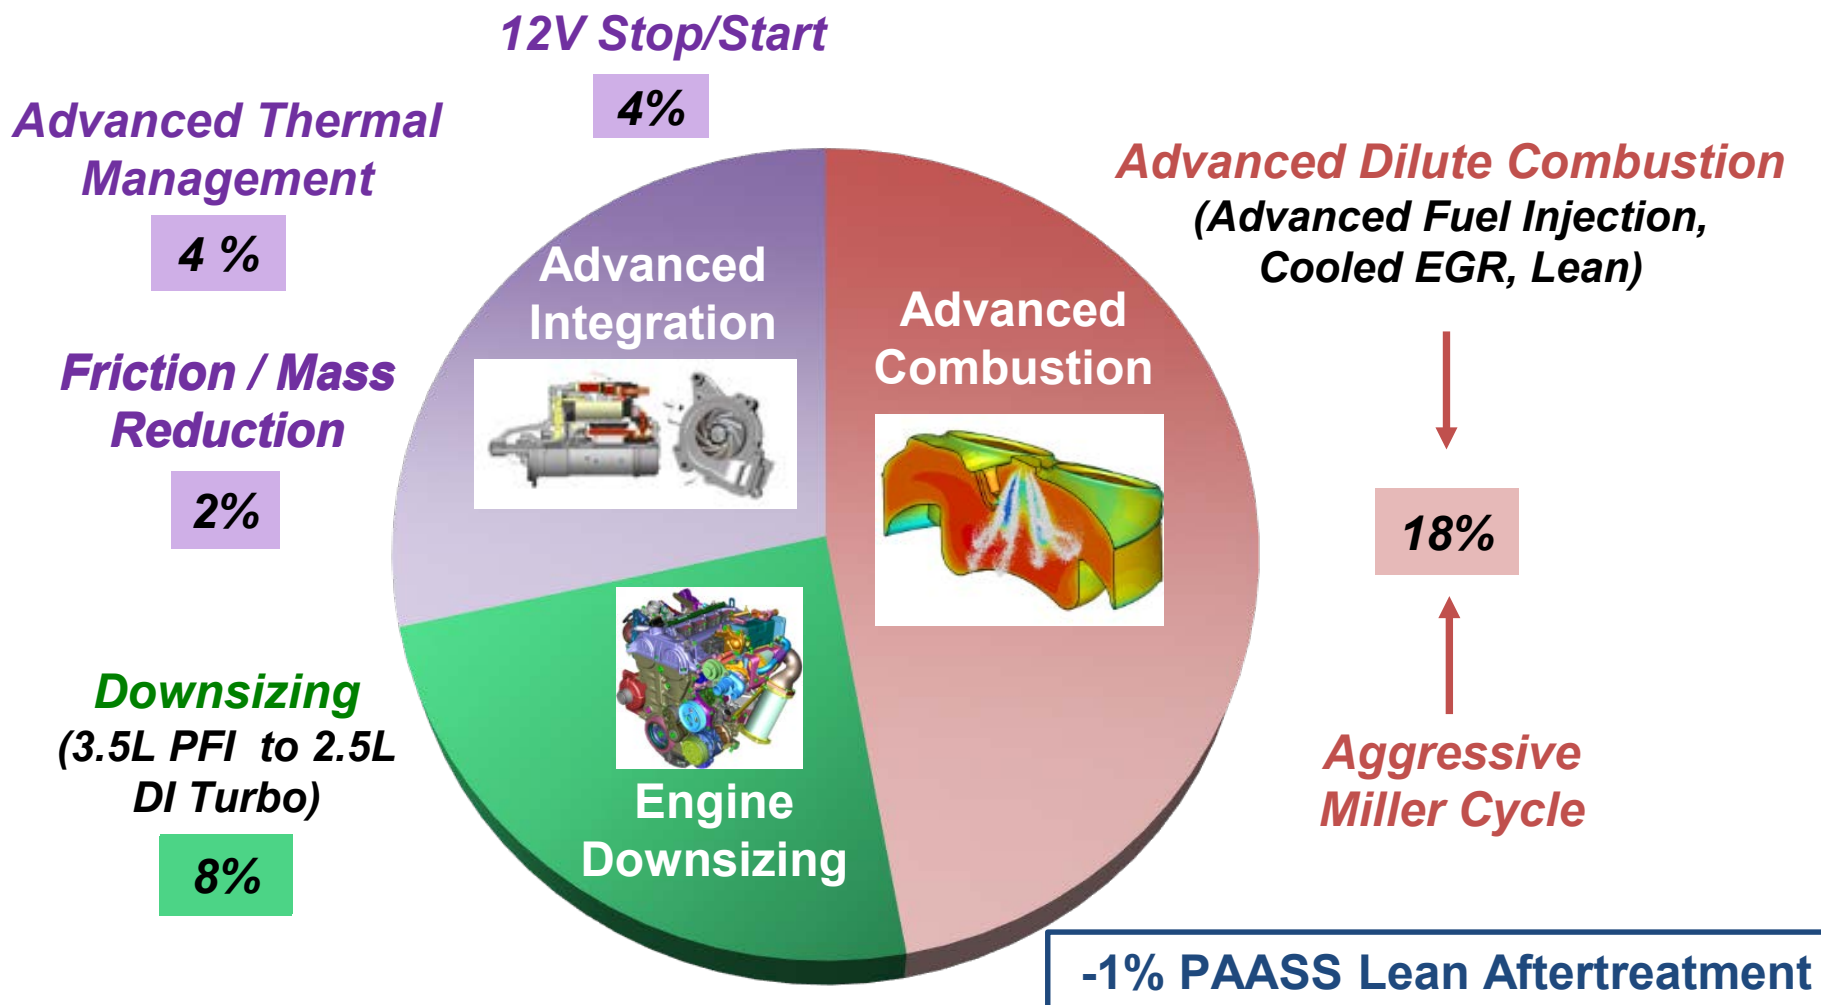 12V Stop/Start
4%
Advanced Thermal
Management
4 %
Friction / Mass
Reduction
2%
Downsizing
(3.5L PFI to 2.5L
DI Turbo)
8%
Advanced
Integration
Advanced
Combustion
Engine
Downsizing
Advanced Dilute Combustion
(Advanced Fuel Injection,
Cooled EGR, Lean)
18%
Aggressive
Miller Cycle
-1% PAASS Lean Aftertreatment